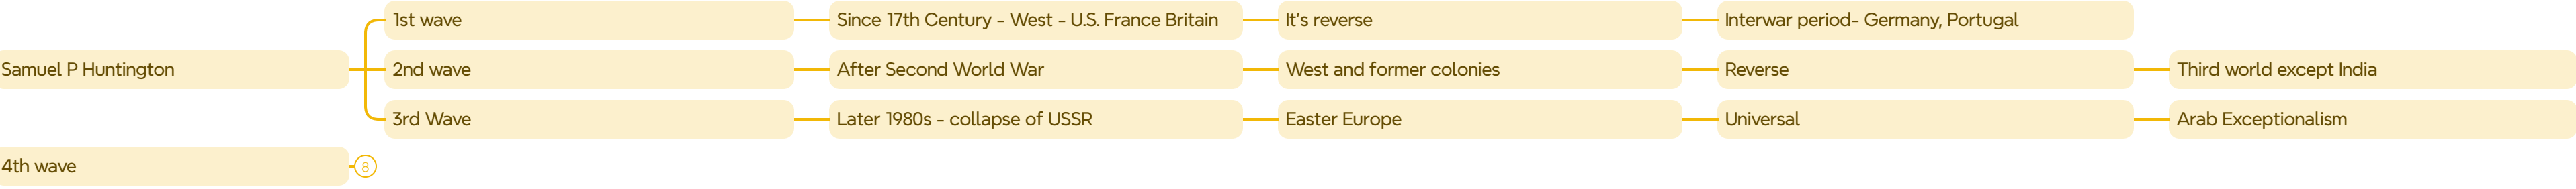 1st wave
Since 17th Century - West - U.S. France Britain
It's reverse
Interwar period- Germany, Portugal
Samuel P Huntington
2nd wave
After Second World War
West and former colonies
Reverse
Third world except India
3rd Wave
Later 1980s - collapse of USSR
Easter Europe
Universal
Arab Exceptionalism
4th wave
8